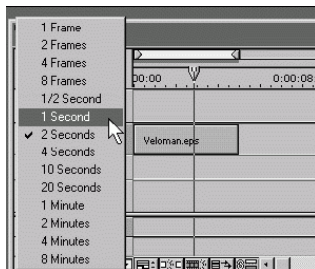 1 Frame
2 Frames
4 Frames
8 Frames
1/2 Second
1 Second
2 Seconds
4 Seconds
10 Seconds
20 Seconds
1 Minute
2 Minutes
4 Minutes
8 Minutes
00:00
0:00:08
Veloman.eps